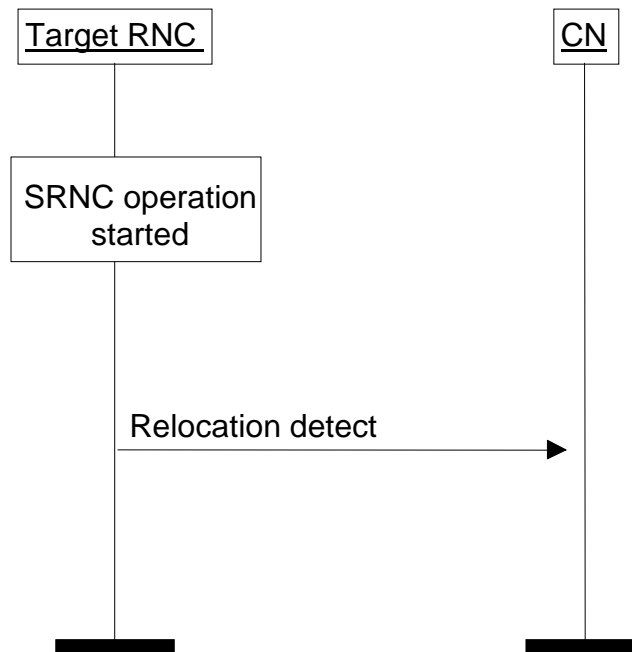 Target RNC
CN
SRNC operation
started
Relocation detect